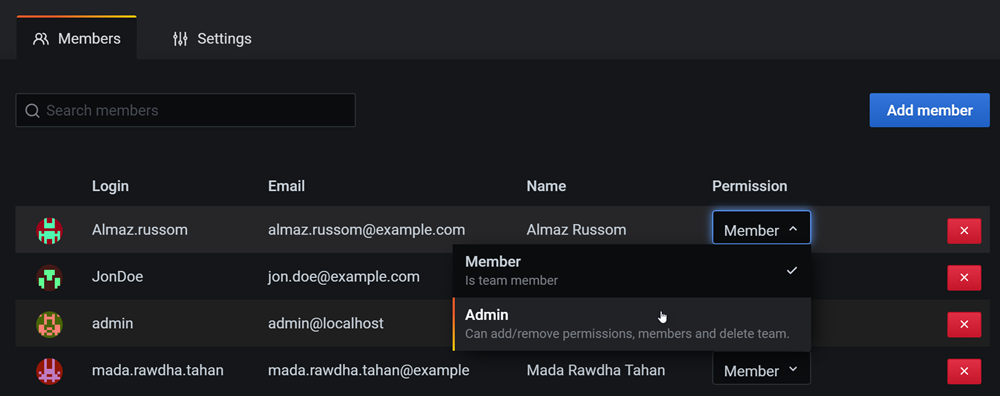 Members Settings
Search members Add member
Login Email Name Permission
Almaz.russom almaz.russom@example.com Almaz Russom Member
JonDoe jon.doe@example.com
Member
Is team member
admin admin@localhost
Admin
Can add/remove permissions, members and delete team.
mada.rawdha.tahan mada.rawdha.tahan@example Mada Rawdha Tahan Member